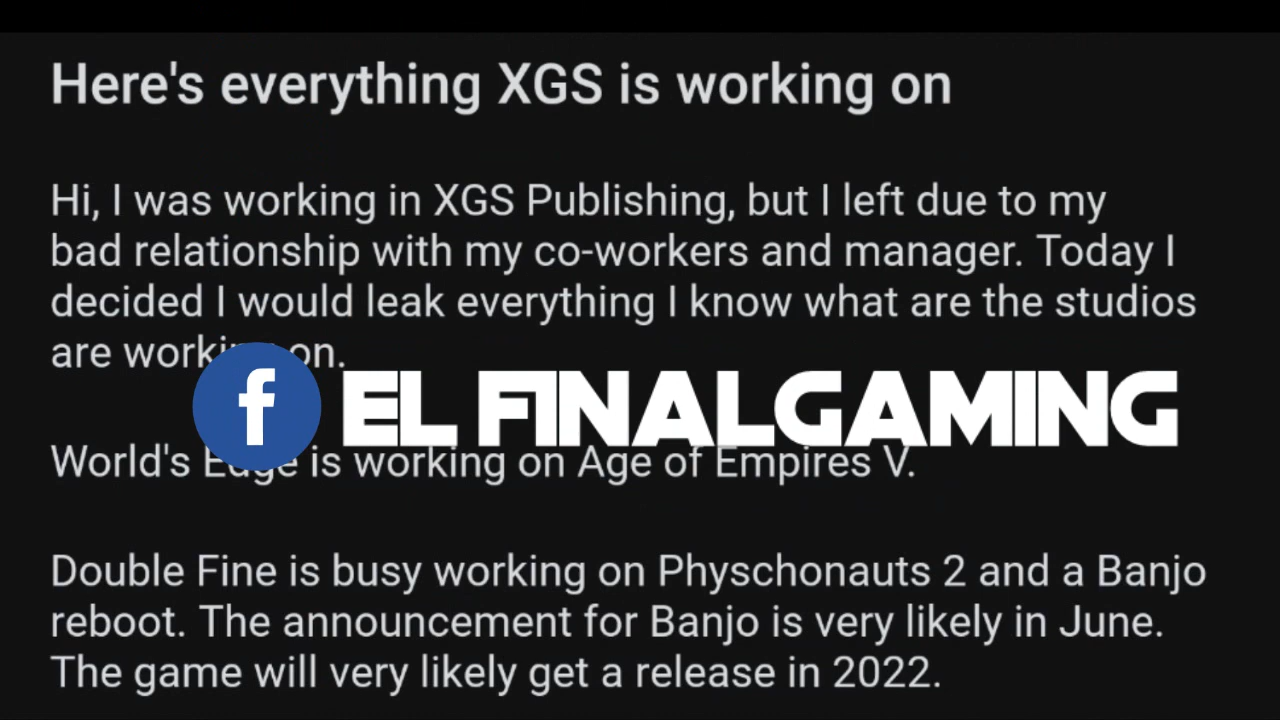 Here's everything XGS is working on
Hi, I was working in XGS Publishing, but I left due to my
bad relationship with my co-workers and manager. Today I
decided I would leak everything I know what are the studios
are working on.
f EL FINALGAMING
World's Edge is working on Age of Empires V.
Double Fine is busy working on Physchonauts 2 and a Banjo
reboot. The announcement for Banjo is very likely in June.
The game will very likely get a release in 2022.